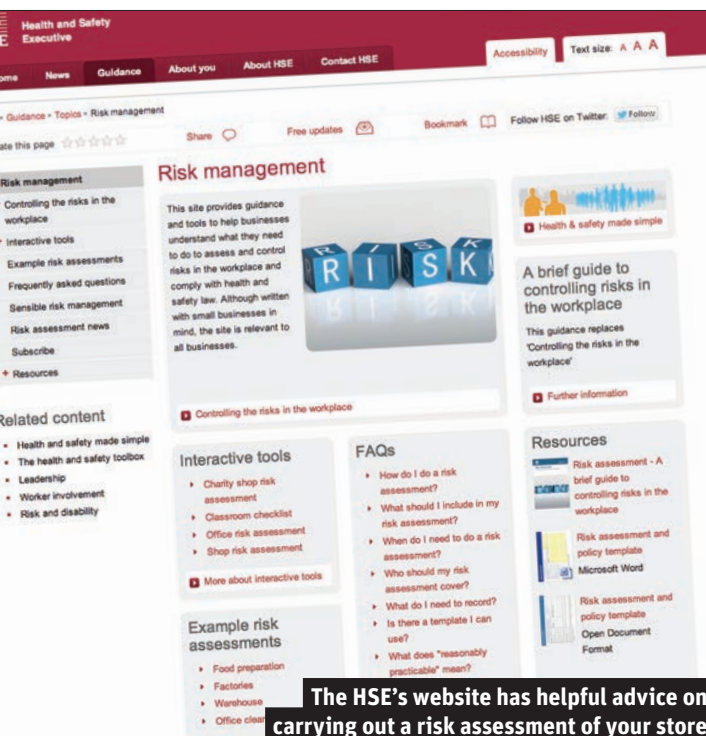 Health and Safety
Executive
News
Guidance
About you
About HSE
Contact HSE
Accessibility
Text size: A A A
Guidance
Topics
Risk management
this page
Share
Free updates
Bookmark
Follow HSE on Twitter:
Follow
Risk management
Controlling the risks in the
workplace
Interactive tools
Example risk assessments
Frequently asked questions
Sensible risk management
Risk assessment news
Subscribe
+ Resources
Related content
Health and safety made simple
The health and safety toolbox
Leadership
Worker involvement
Risk and disability
Risk management
This site provides guidance
and tools to help businesses
understand what they need
to do to assess and control
risks in the workplace and
comply with health and
safety law. Although written
with small businesses in
mind, the site is relevant to
all businesses.
RISK
Controlling the risks in the workplace
Health & safety made simple
A brief guide to
controlling risks in
the workplace
This guidance replaces
'Controlling the risks in the
workplace'
Further information
Interactive tools
Charity shop risk
assessment
Classroom checklist
Office risk assessment
Shop risk assessment
More about interactive tools
Example risk
assessments
Food preparation
Factories
Warehouse
Office
FAQs
How do I do a risk
assessment?
What should I include in my
risk assessment?
When do I need to do a risk
assessment?
Who should my risk
assessment cover?
What do I need to record?
Is there a template I can
use?
What does "reasonably
practicable" mean?
Resources
Risk assessment - A
brief guide to
controlling risks in the
workplace
Risk assessment and
policy template
Microsoft Word
Risk assessment and
policy template
Open Document
Format
The HSE's website has helpful advice on
carrying out a risk assessment of your store